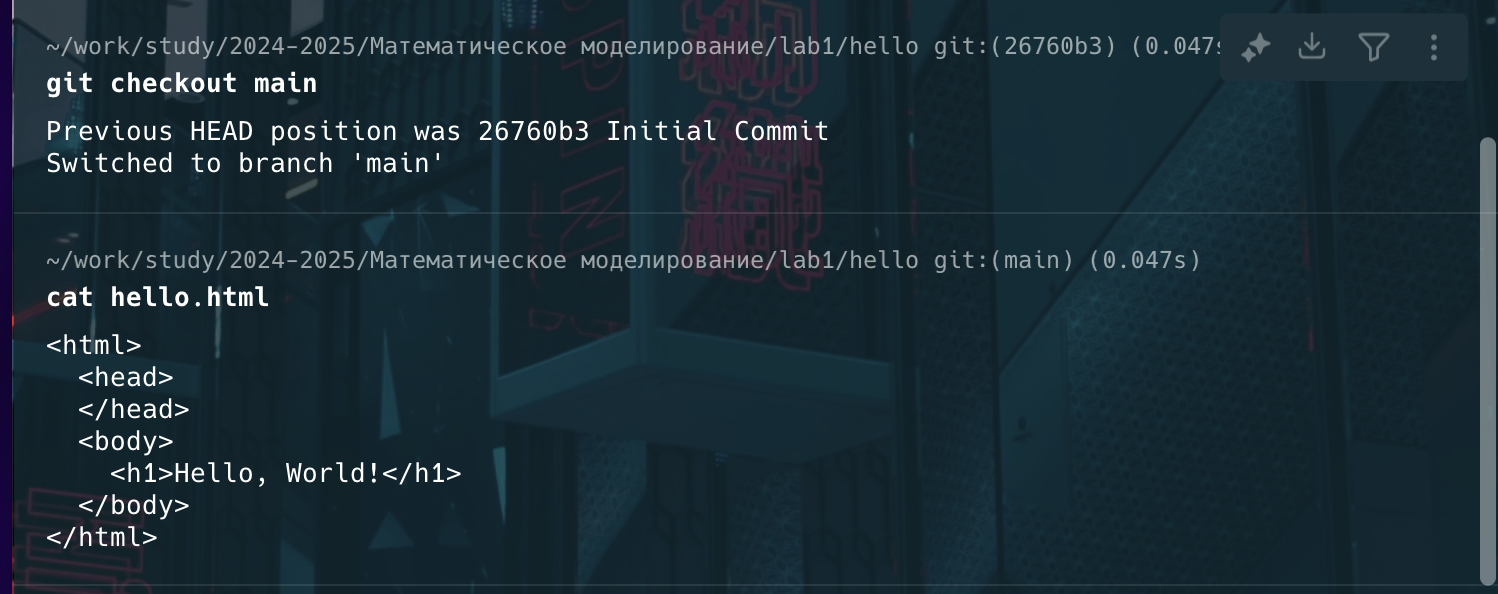 ~/work/study/2024-2025/Математическое моделирование/lab1/hello git:(26760b3) (0.047s
git checkout main
Previous HEAD position was 26760b3 Initial Commit
Switched to branch 'main'
~/work/study/2024-2025/Математическое моделирование/lab1/hello git:(main) (0.047s)
cat hello.html
<html>
  <head>
  </head>
  <body>
    <h1>Hello, World!</h1>
  </body>
</html>